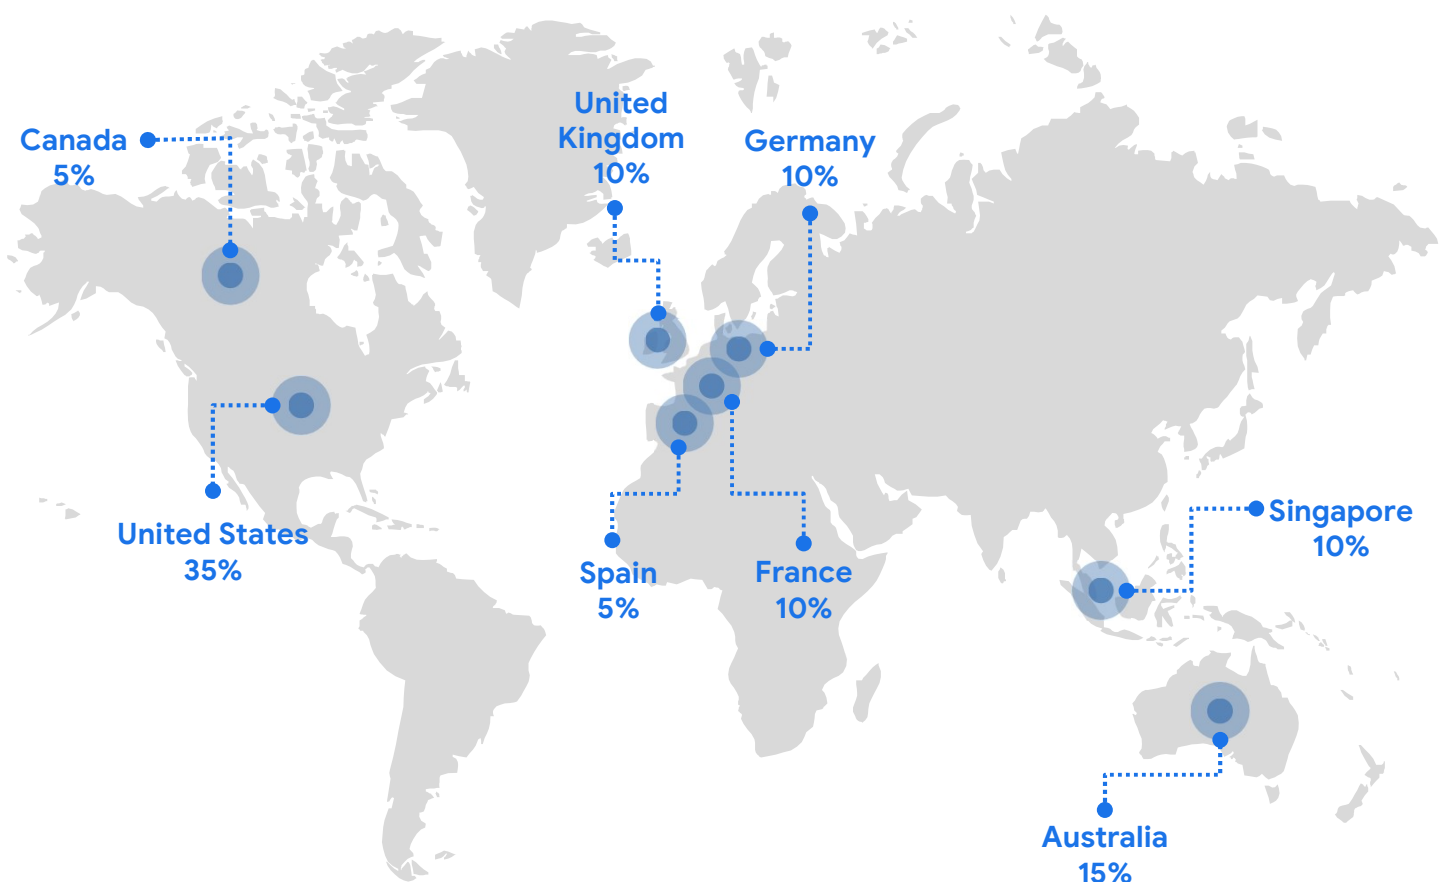 United
Kingdom
10%
Canada
5%
Germany
10%
Singapore
10%
United States
35%
Spain
5%
France
10%
Australia
15%